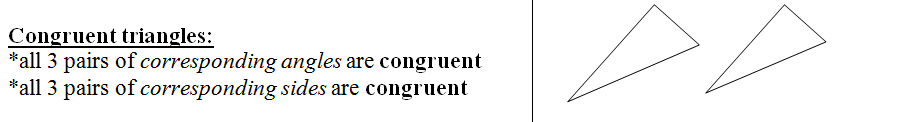 Congruent triangles:
*all 3 pairs of corresponding angles are congruent
*all 3 pairs of corresponding sides are congruent